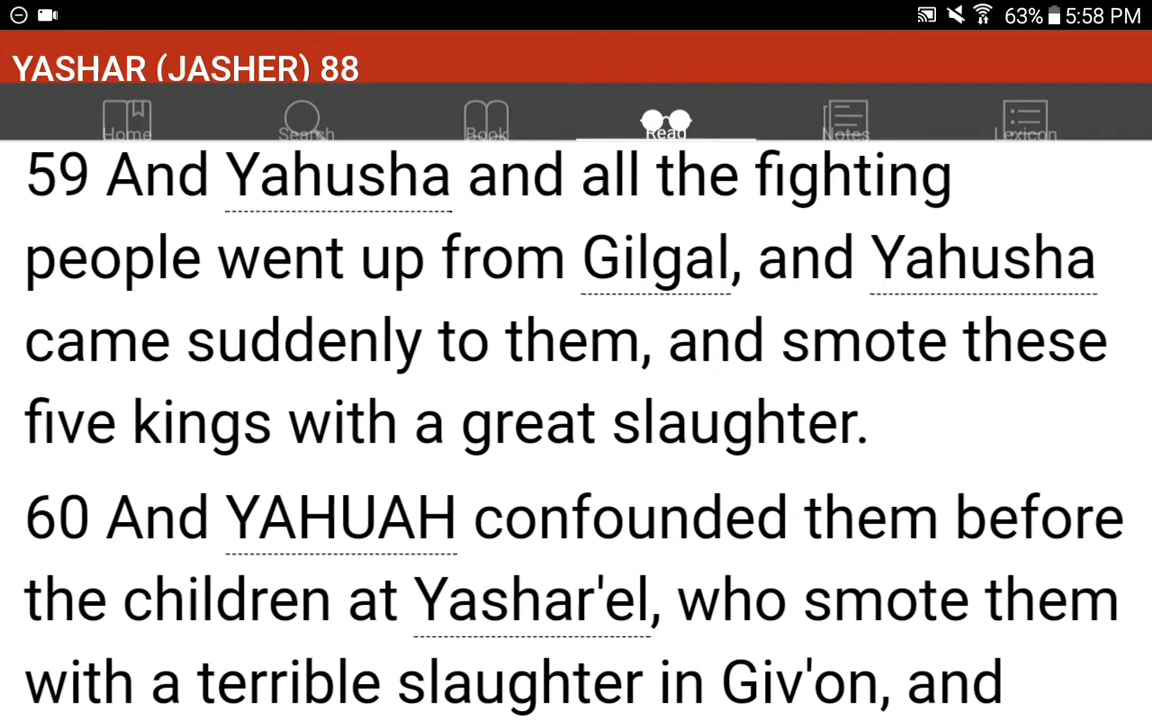 63% 5:58 PM
YASHAR (JASHER) 88
Home Search Book Read Notes Lexicon
59 And Yahusha and all the fighting
people went up from Gilgal, and Yahusha
came suddenly to them, and smote these
five kings with a great slaughter.
60 And YAHUAH confounded them before
the children at Yashar'el, who smote them
with a terrible slaughter in Giv'on, and